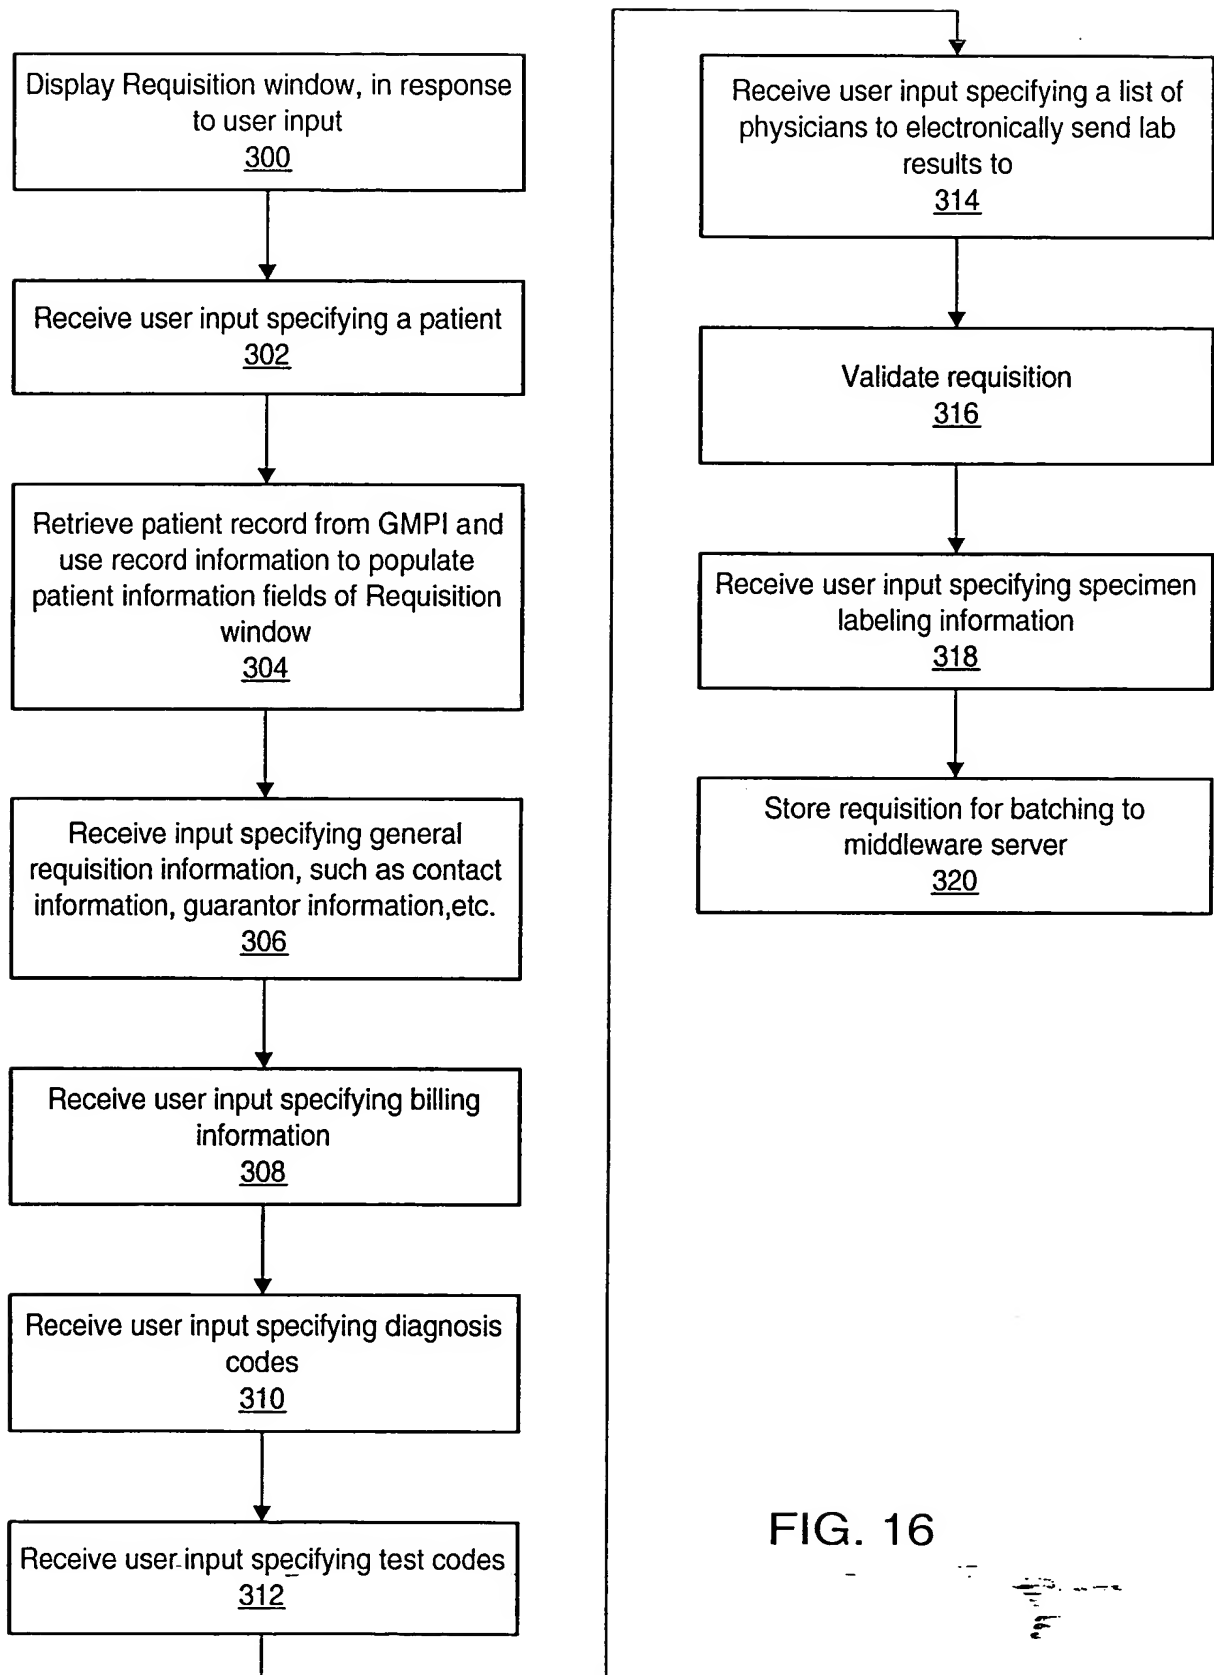 Display Requisition window, in response
to user input
300
Receive user input specifying a patient
302
Retrieve patient record from GMPI and
use record information to populate
patient information fields of Requisition
window
304
Receive input specifying general
requisition information, such as contact
information, guarantor information,etc.
306
Receive user input specifying billing
information
308
Receive user input specifying diagnosis
codes
310
Receive user input specifying test codes
312
Receive user input specifying a list of
physicians to electronically send lab
results to
314
Validate requisition
316
Receive user input specifying specimen
labeling information
318
Store requisition for batching to
middleware server
320
FIG. 16